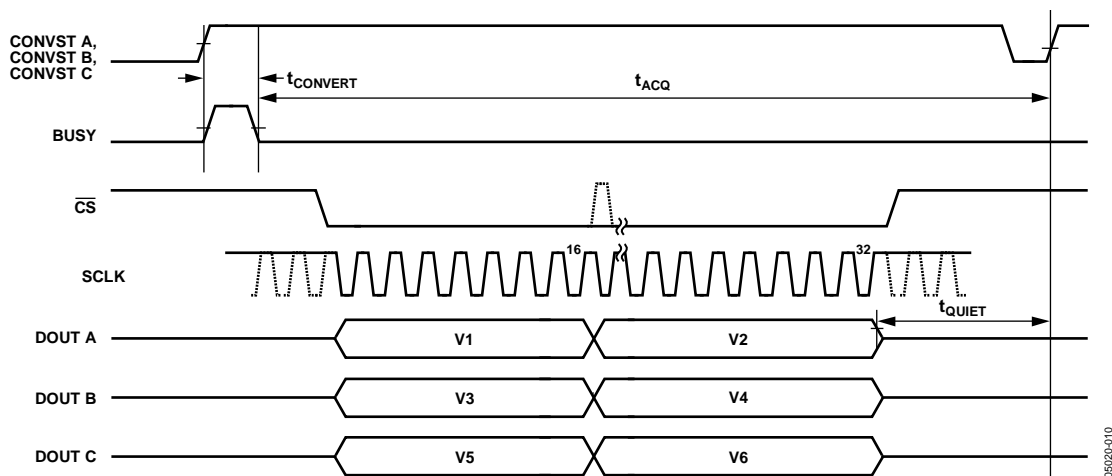 CONVST A,
CONVST B,
CONVST C
tCONVERT
tACQ
BUSY
CS
16
32
SCLK
tQUIET
DOUT A
V1
V2
DOUT B
V3
V4
DOUT C
V5
V6
05020-010